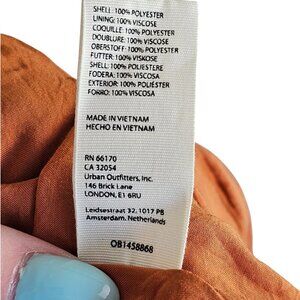 SHELL: 100% POLYESTER
LINING: 100% VISCOSE
COQUILLE: 100% POLYESTER
DOUBLURE: 100% VISCOSE
OBERSTOFF: 100% POLYESTER
FUTTER: 100% VISKOSE
SHELL: 100% POLIESTERE
FODERA: 100% VISCOSA
EXTERIOR: 100% POLIÉSTER
FORRO: 100% VISCOSA
MADE IN VIETNAM
HECHO EN VIETNAM
RN 66170
CA 32054
Urban Outfitters, Inc.
146 Brick Lane
LONDON, E1 6RU
Leidsestraat 32, 1017 PB
Amsterdam, Netherlands
OB1458868